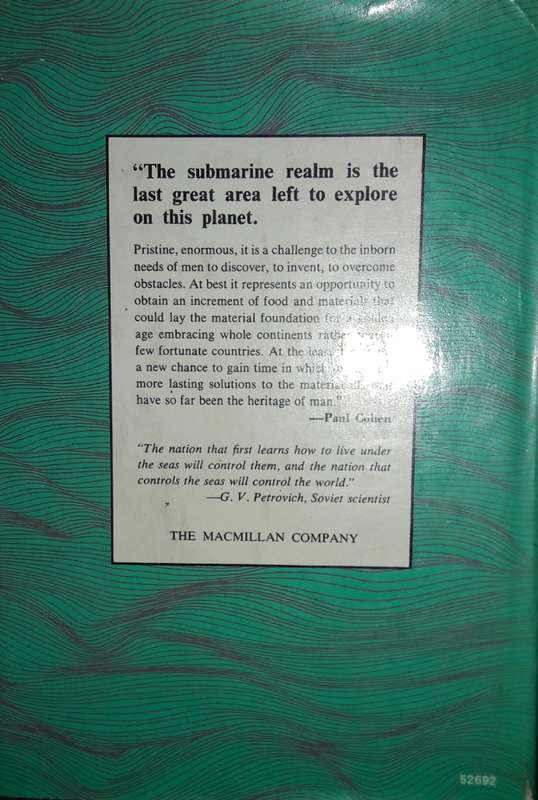 “The submarine realm is the
last great area left to explore
on this planet.
Pristine, enormous, it is a challenge to the inborn
needs of men to discover, to invent, to overcome
obstacles. At best it represents an opportunity to
obtain an increment of food and materials that
could lay the material foundation for a
age embracing whole continents rather
few fortunate countries. At the least
a new chance to gain time in which
more lasting solutions to the material
have so far been the heritage of man.”
—Paul Cohen
“The nation that first learns how to live under
the seas will control them, and the nation that
controls the seas will control the world.”
—G. V. Petrovich, Soviet scientist
THE MACMILLAN COMPANY
52692